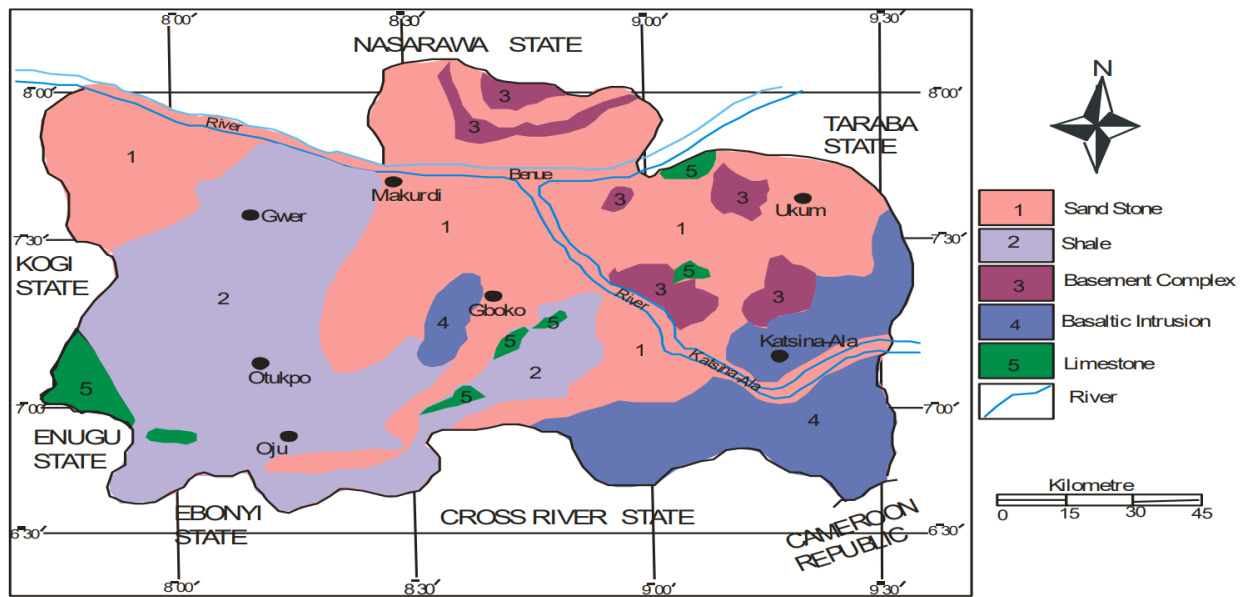 8°00′
8°30′
9°00′
9°30′
NASARAWA STATE
N
8°00′
8°00′
3
3
River
TARABA
STATE
1
5
Benue
Makurdi
3
3
Ukum
1
Sand Stone
Gwer
1
1
7°30′
7°30′
2
Shale
KOGI
STATE
5
3
3
3
Basement Complex
2
River
Gboko
4
5
4
Basaltic Intrusion
5
Katsina-Ala
1
Katsina-Ala
5
Limestone
Otukpo
2
5
5
River
7°00′
7°00′
4
ENUGU
STATE
Oju
Kilometre
0
15
30
45
EBONYI
STATE
CROSS RIVER STATE
CAMEROON
REPUBLIC
6°30′
6°30′
8°00′
8°30′
9°00′
9°30′